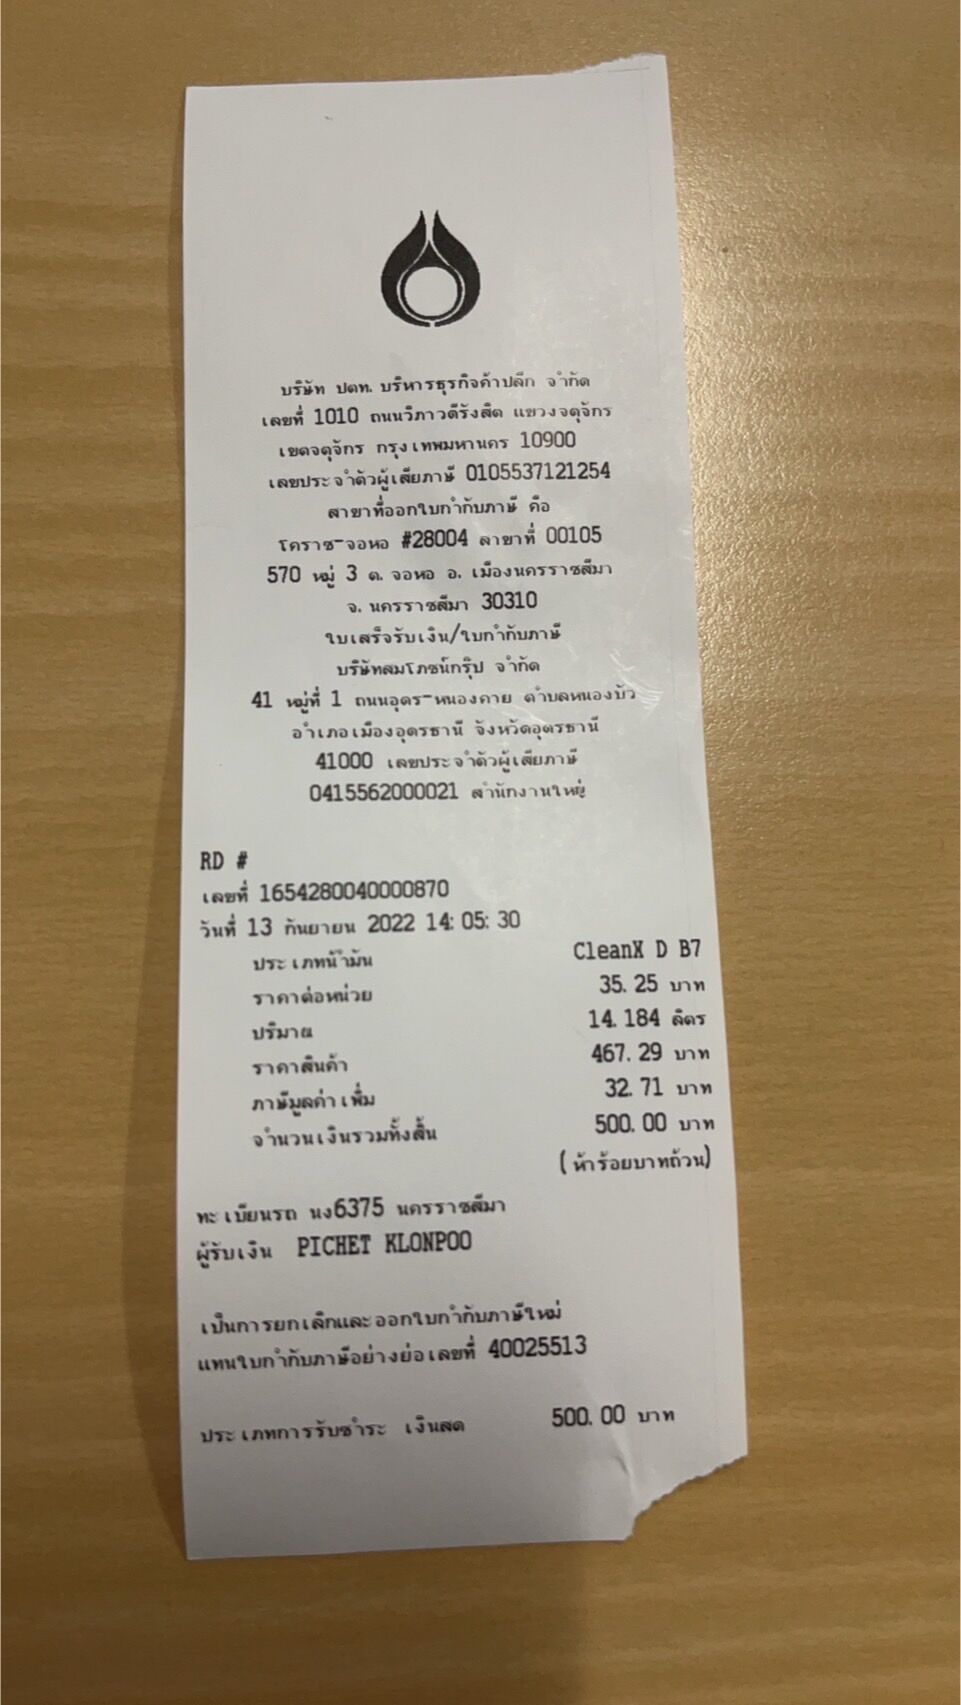 บริษัท ปตท. บริหารธุรกิจค้าปลีก จำกัด
เลขที่ 1010 ถนนวิภาวดีรังสิต แขวงจตุจักร
เขตจตุจักร กรุงเทพมหานคร 10900
เลขประจำตัวผู้เสียภาษี 0105537121254
สาขาที่ออกใบกำกับภาษี คือ
โคราช-จอหอ #28004 สาขาที่ 00105
570 หมู่ 3 ต. จอหอ อ. เมืองนครราชสีมา
จ. นครราชสีมา 30310
ใบเสร็จรับเงิน/ใบกำกับภาษี
บริษัทสมโภชน์กรุ๊ป จำกัด
41 หมู่ที่ 1 ถนนอุดร-หนองคาย ตำบลหนองบัว
อำเภอเมืองอุดรธานี จังหวัดอุดรธานี
41000 เลขประจำตัวผู้เสียภาษี
0415562000021 สำนักงานใหญ่
RD #
เลขที่ 1654280040000870
วันที่ 13 กันยายน 2022 14:05:30
ประเภทน้ำมัน CleanX D B7
ราคาต่อหน่วย 35.25 บาท
ปริมาณ 14.184 ลิตร
ราคาสินค้า 467.29 บาท
ภาษีมูลค่าเพิ่ม 32.71 บาท
จำนวนเงินรวมทั้งสิ้น 500.00 บาท
(ห้าร้อยบาทถ้วน)
ทะเบียนรถ นง6375 นครราชสีมา
ผู้รับเงิน PICHET KLONPOO
เป็นการยกเลิกและออกใบกำกับภาษีใหม่
แทนใบกำกับภาษีอย่างย่อเลขที่ 40025513
ประเภทการรับชำระ เงินสด 500.00 บาท